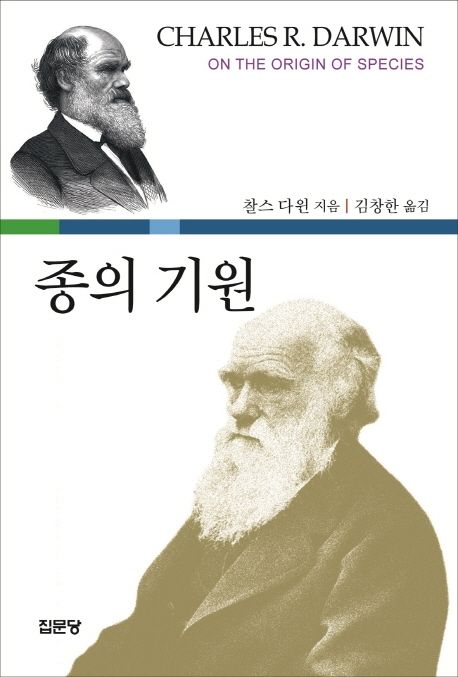 CHARLES R. DARWIN
ON THE ORIGIN OF SPECIES
찰스 다윈 지음 | 김창한 옮김
종의 기원
집문당